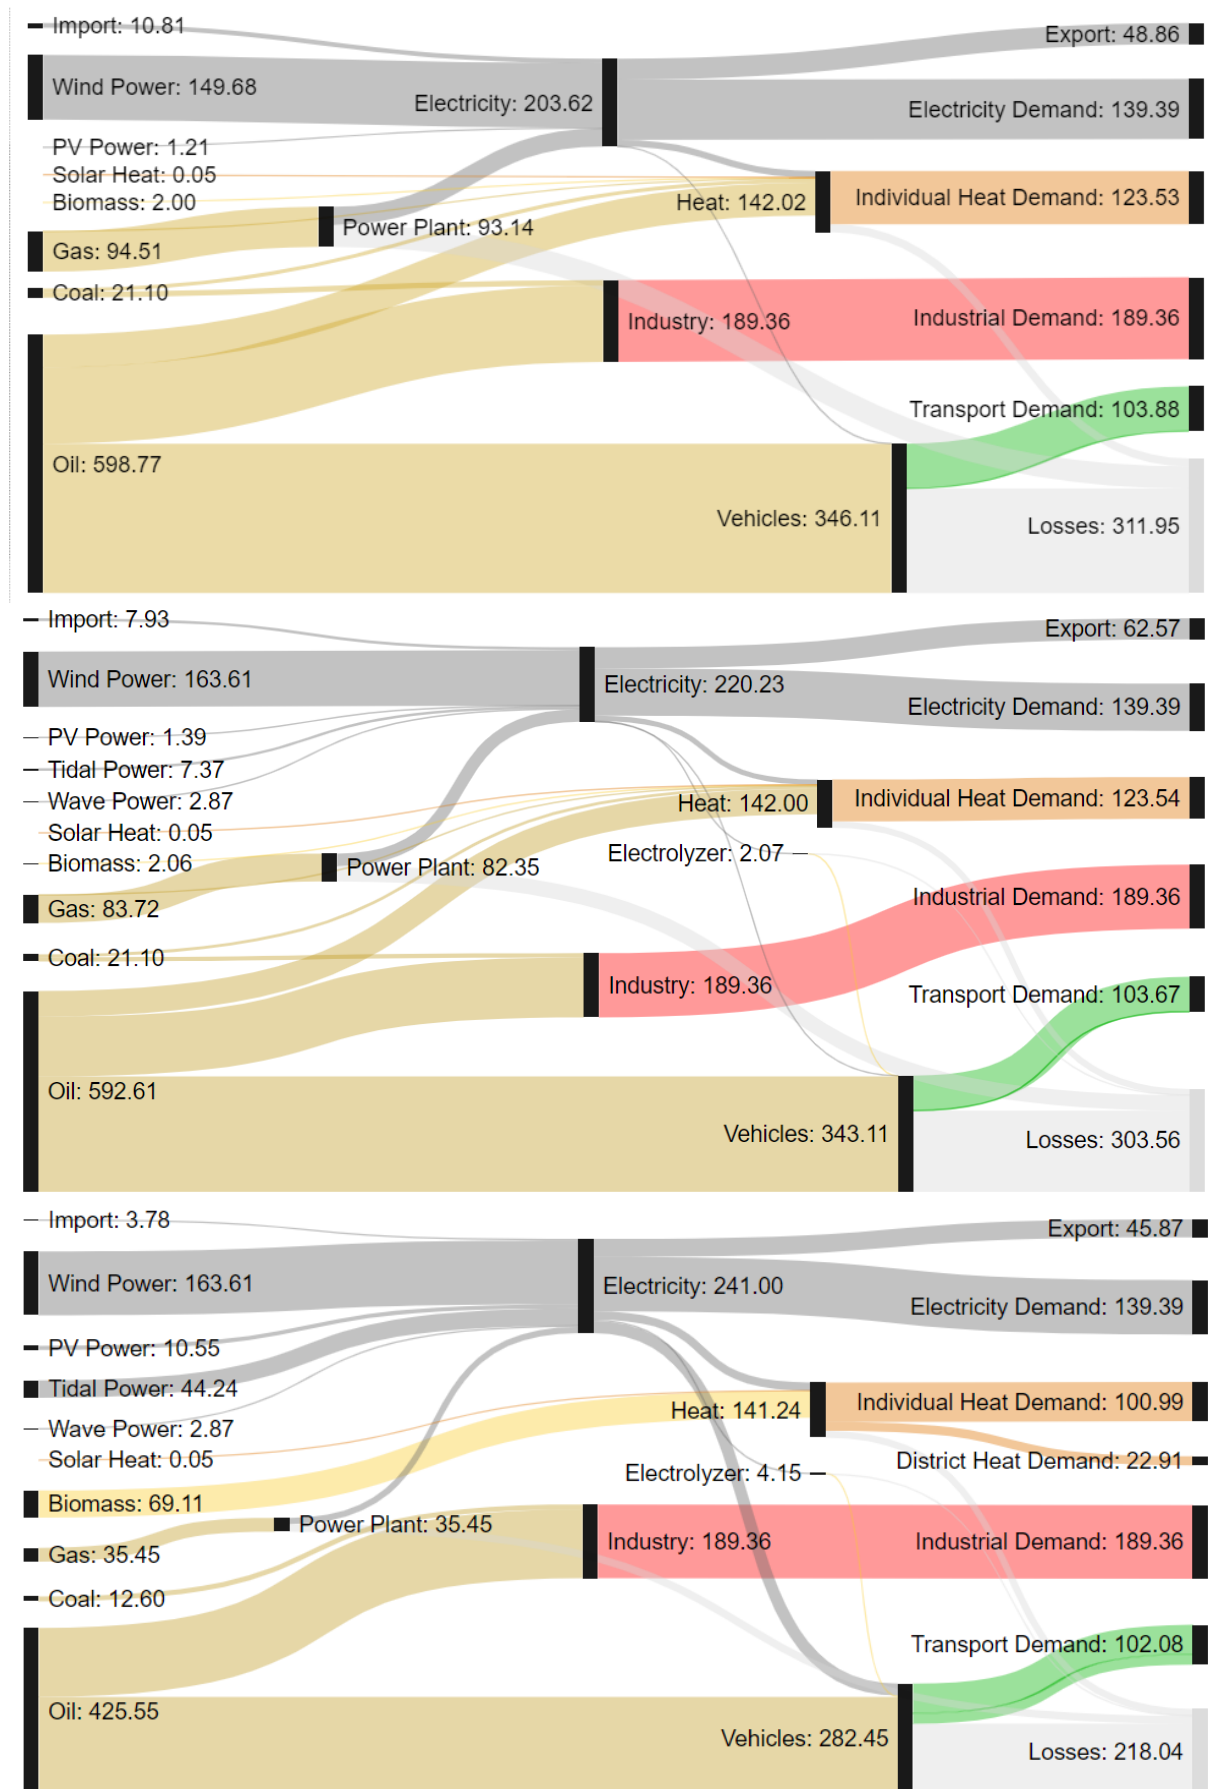 Import: 10.81
Export: 48.86
Wind Power: 149.68
Electricity: 203.62
Electricity Demand: 139.39
PV Power: 1.21
Solar Heat: 0.05
Biomass: 2.00
Heat: 142.02
Individual Heat Demand: 123.53
Gas: 94.51
Power Plant: 93.14
Coal: 21.10
Industry: 189.36
Industrial Demand: 189.36
Transport Demand: 103.88
Oil: 598.77
Vehicles: 346.11
Losses: 311.95
Import: 7.93
Export: 62.57
Wind Power: 163.61
Electricity: 220.23
Electricity Demand: 139.39
PV Power: 1.39
Tidal Power: 7.37
Wave Power: 2.87
Heat: 142.00
Individual Heat Demand: 123.54
Solar Heat: 0.05
Biomass: 2.06
Electrolyzer: 2.07
Power Plant: 82.35
Gas: 83.72
Industrial Demand: 189.36
Coal: 21.10
Industry: 189.36
Transport Demand: 103.67
Oil: 592.61
Vehicles: 343.11
Losses: 303.56
Import: 3.78
Export: 45.87
Wind Power: 163.61
Electricity: 241.00
Electricity Demand: 139.39
PV Power: 10.55
Tidal Power: 44.24
Wave Power: 2.87
Heat: 141.24
Individual Heat Demand: 100.99
Solar Heat: 0.05
District Heat Demand: 22.91
Electrolyzer: 4.15
Biomass: 69.11
Power Plant: 35.45
Gas: 35.45
Industry: 189.36
Industrial Demand: 189.36
Coal: 12.60
Transport Demand: 102.08
Oil: 425.55
Vehicles: 282.45
Losses: 218.04